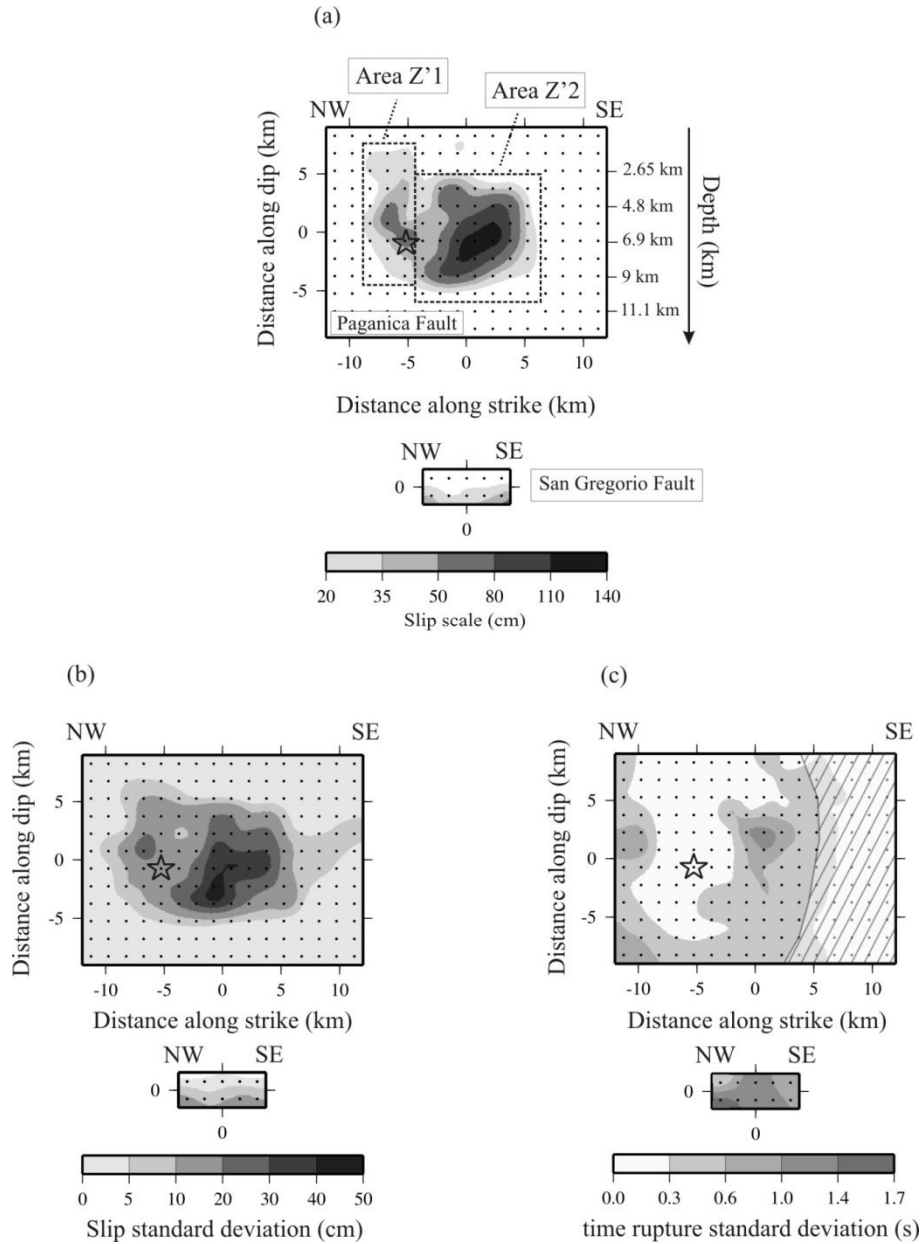 (a)
Area Z'1
Area Z'2
NW
SE
Distance along dip (km)
5
0
-5
2.65 km
4.8 km
6.9 km
9 km
11.1 km
Depth (km)
Paganica Fault
-10
-5
0
5
10
Distance along strike (km)
NW
SE
0
San Gregorio Fault
0
20
35
50
80
110
140
Slip scale (cm)
(b)
NW
SE
Distance along dip (km)
5
0
-5
-10
-5
0
5
10
Distance along strike (km)
NW
SE
0
0
0
5
10
20
30
40
50
Slip standard deviation (cm)
(c)
NW
SE
Distance along dip (km)
5
0
-5
-10
-5
0
5
10
Distance along strike (km)
NW
SE
0
0
0.0
0.3
0.6
1.0
1.4
1.7
time rupture standard deviation (s)